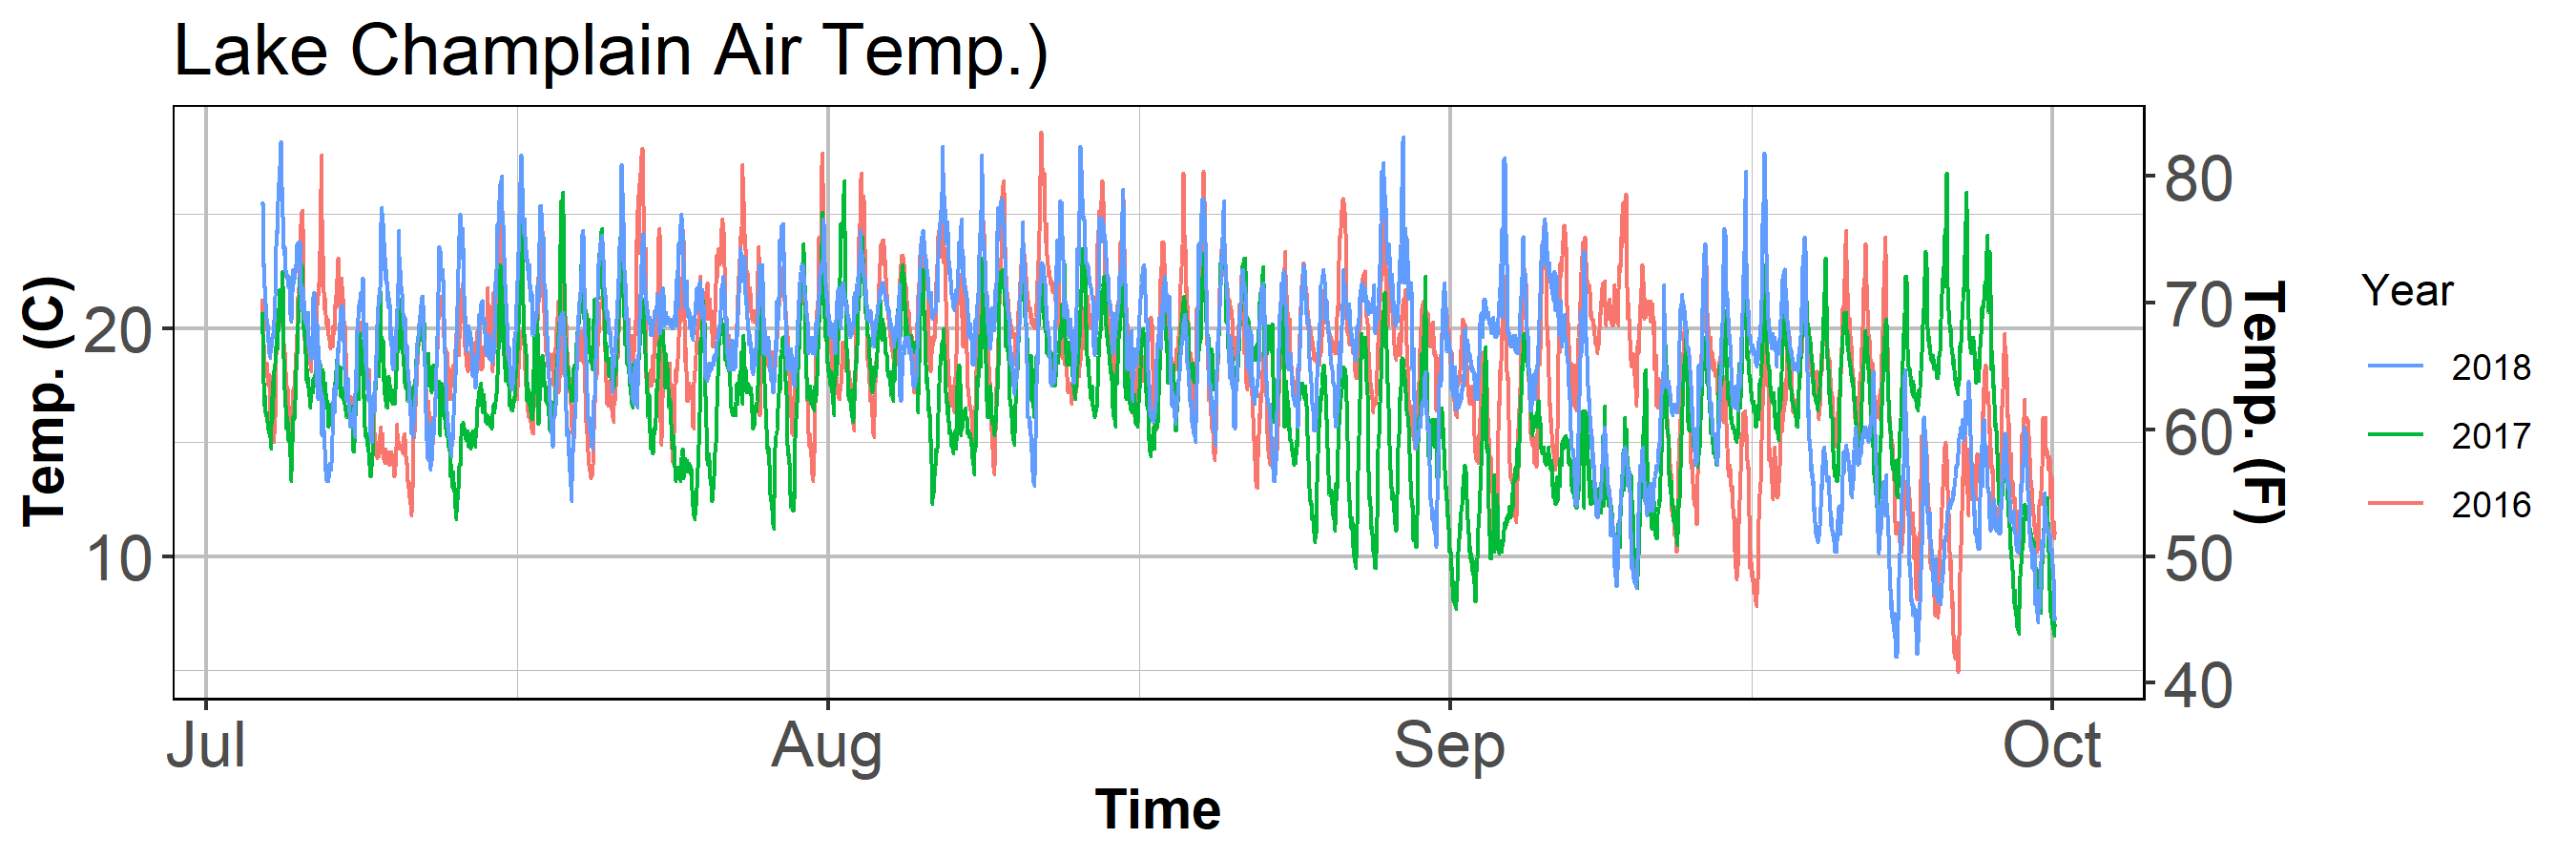 Lake Champlain Air Temp.)
Temp. (C)
20
10
80
70
60
50
40
Temp. (F)
Jul Aug Sep Oct
Time
Year
2018
2017
2016